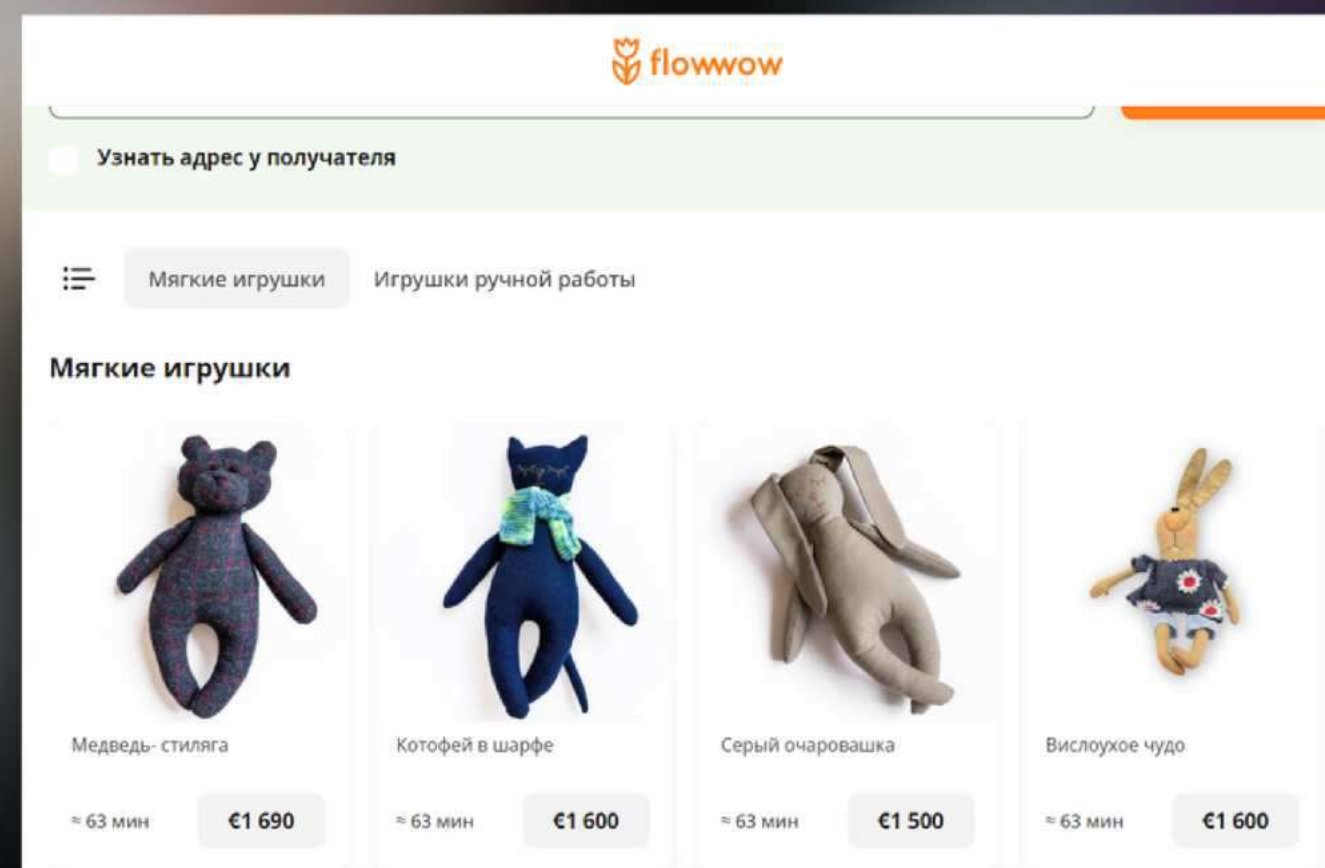 flowwow
Узнать адрес у получателя
Мягкие игрушки
Игрушки ручной работы
Мягкие игрушки
Медведь- стиляга
Котофей в шарфе
Серый очаровашка
Вислоухое чудо
≈ 63 мин €1 690
≈ 63 мин €1 600
≈ 63 мин €1 500
≈ 63 мин €1 600